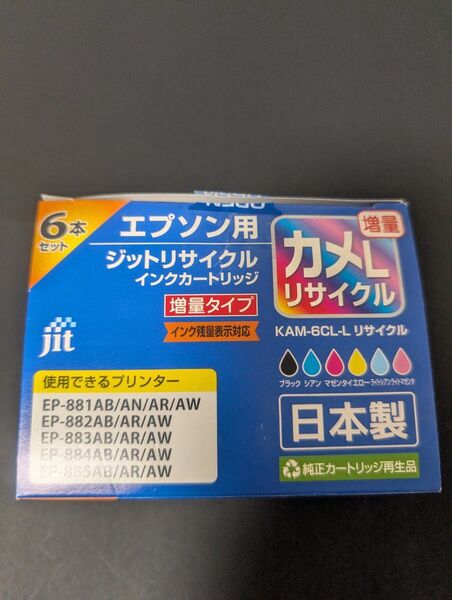 OPEN
6本
セット
エプソン用
ジットリサイクル
インクカートリッジ
増量タイプ
インク残量表示対応
jit
使用できるプリンター
EP-881AB/AN/AR/AW
EP-882AB/AR/AW
EP-883AB/AR/AW
EP-884AB/AR/AW
EP-885AB/AR/AW
増量
カメL
リサイクル
KAM-6CL-L リサイクル
ブラック シアン マゼンタ イエロー ライトシアン ライトマゼンタ
日本製
純正カートリッジ再生品